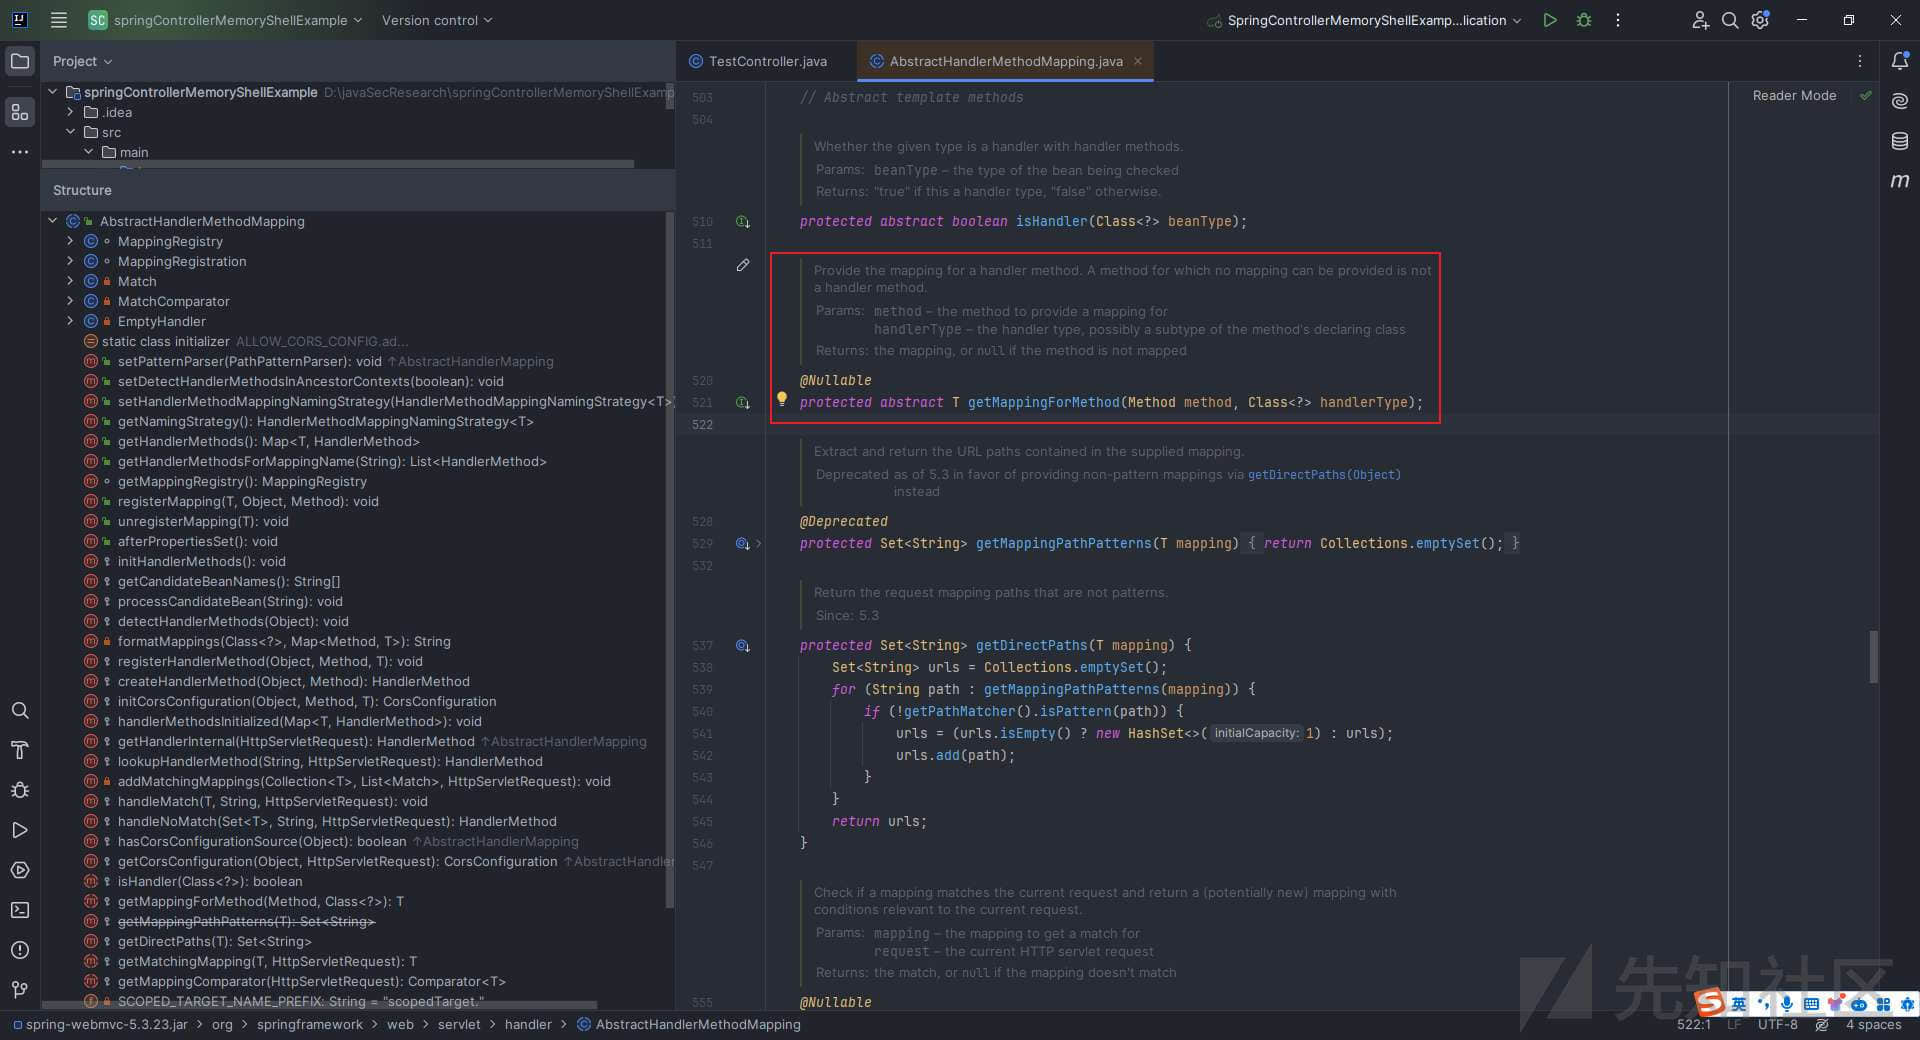 SC springControllerMemoryShellExample Version control SpringControllerMemoryShellExamp...lication
Project
springControllerMemoryShellExample D:\javaSecResearch\springControllerMemoryShellExamp
.idea
src
main
Structure
AbstractHandlerMethodMapping
MappingRegistry
MappingRegistration
Match
MatchComparator
EmptyHandler
static class initializer ALLOW_CORS_CONFIG.ad...
setPatternParser(PathPatternParser): void ↑AbstractHandlerMapping
setDetectHandlerMethodsInAncestorContexts(boolean): void
setHandlerMethodMappingNamingStrategy(HandlerMethodMappingNamingStrategy<T>)
getNamingStrategy(): HandlerMethodMappingNamingStrategy<T>
getHandlerMethods(): Map<T, HandlerMethod>
getHandlerMethodsForMappingName(String): List<HandlerMethod>
getMappingRegistry(): MappingRegistry
registerMapping(T, Object, Method): void
unregisterMapping(T): void
afterPropertiesSet(): void
initHandlerMethods(): void
getCandidateBeanNames(): String[]
processCandidateBean(String): void
detectHandlerMethods(Object): void
formatMappings(Class<?>, Map<Method, T>): String
registerHandlerMethod(Object, Method, T): void
createHandlerMethod(Object, Method): HandlerMethod
initCorsConfiguration(Object, Method, T): CorsConfiguration
handlerMethodsInitialized(Map<T, HandlerMethod>): void
getHandlerInternal(HttpServletRequest): HandlerMethod ↑AbstractHandlerMapping
lookupHandlerMethod(String, HttpServletRequest): HandlerMethod
addMatchingMappings(Collection<T>, List<Match>, HttpServletRequest): void
handleMatch(T, String, HttpServletRequest): void
handleNoMatch(Set<T>, String, HttpServletRequest): HandlerMethod
hasCorsConfigurationSource(Object): boolean ↑AbstractHandlerMapping
getCorsConfiguration(Object, HttpServletRequest): CorsConfiguration ↑AbstractHandler
isHandler(Class<?>): boolean
getMappingForMethod(Method, Class<?>): T
getMappingPathPatterns(T): Set<String>
getDirectPaths(T): Set<String>
getMatchingMapping(T, HttpServletRequest): T
getMappingComparator(HttpServletRequest): Comparator<T>
SCOPED_TARGET_NAME_PREFIX: String = "scopedTarget."
TestController.java AbstractHandlerMethodMapping.java
Reader Mode
503 // Abstract template methods
504
Whether the given type is a handler with handler methods.
Params: beanType – the type of the bean being checked
Returns: "true" if this a handler type, "false" otherwise.
510 protected abstract boolean isHandler(Class<?> beanType);
511
Provide the mapping for a handler method. A method for which no mapping can be provided is not
a handler method.
Params: method – the method to provide a mapping for
handlerType – the handler type, possibly a subtype of the method's declaring class
Returns: the mapping, or null if the method is not mapped
520 @Nullable
521 protected abstract T getMappingForMethod(Method method, Class<?> handlerType);
522
Extract and return the URL paths contained in the supplied mapping.
Deprecated as of 5.3 in favor of providing non-pattern mappings via getDirectPaths(Object)
instead
528 @Deprecated
529 protected Set<String> getMappingPathPatterns(T mapping) { return Collections.emptySet(); }
532
Return the request mapping paths that are not patterns.
Since: 5.3
537 protected Set<String> getDirectPaths(T mapping) {
538 Set<String> urls = Collections.emptySet();
539 for (String path : getMappingPathPatterns(mapping)) {
540 if (!getPathMatcher().isPattern(path)) {
541 urls = (urls.isEmpty() ? new HashSet<>( initialCapacity: 1) : urls);
542 urls.add(path);
543 }
544 }
545 return urls;
546 }
547
Check if a mapping matches the current request and return a (potentially new) mapping with
conditions relevant to the current request.
Params: mapping – the mapping to get a match for
request – the current HTTP servlet request
Returns: the match, or null if the mapping doesn't match
555 @Nullable
先知社区
英
spring-webmvc-5.3.23.jar > org > springframework > web > servlet > handler > AbstractHandlerMethodMapping
522:1 LF UTF-8 4 spaces